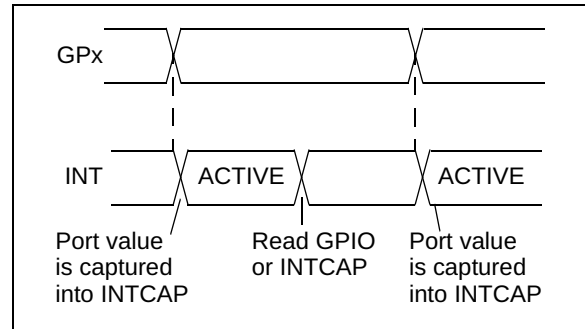 GPx
INT
ACTIVE
ACTIVE
Port value
is captured
into INTCAP
Read GPIO
or INTCAP
Port value
is captured
into INTCAP